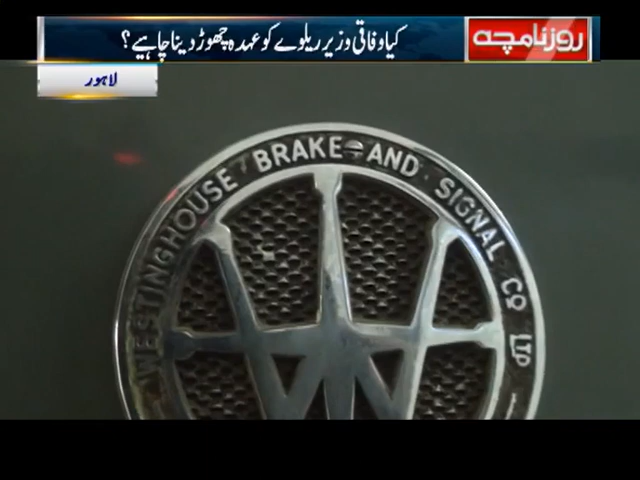 کیا وفاقی وزیر ریلوے کو عہدہ چھوڑ دینا چاہیے؟
روزنامچہ
لاہور
WESTINGHOUSE BRAKE AND SIGNAL CO LTD